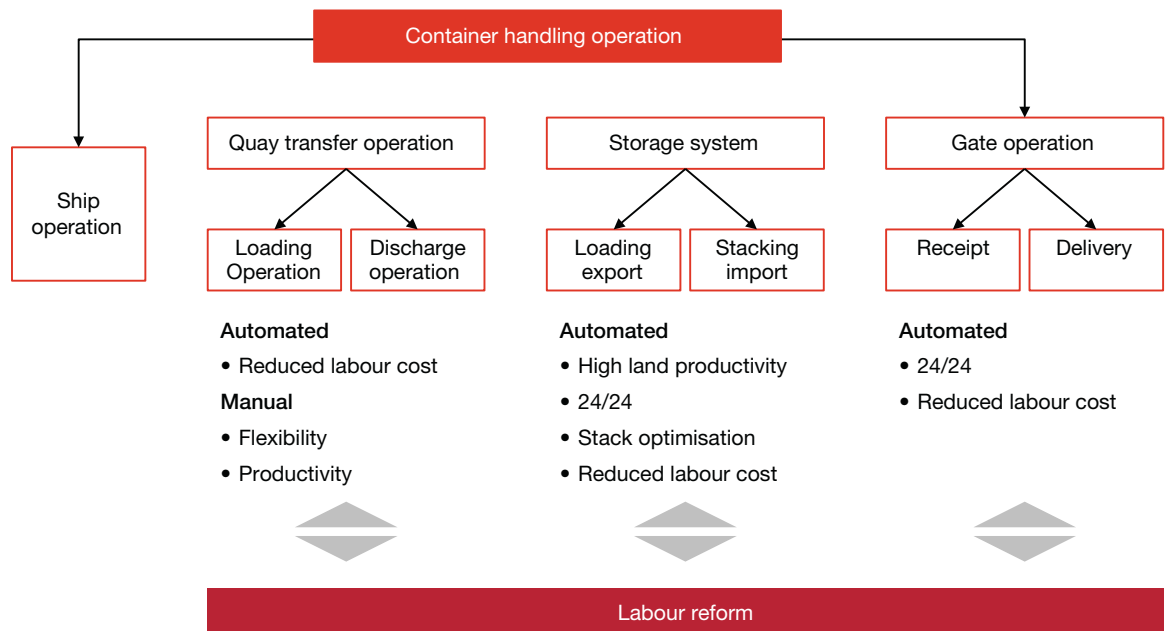 Container handling operation
Ship
operation
Quay transfer operation
Loading
Operation
Discharge
operation
Automated
• Reduced labour cost
Manual
• Flexibility
• Productivity
Storage system
Loading
export
Stacking
import
Automated
• High land productivity
• 24/24
• Stack optimisation
• Reduced labour cost
Gate operation
Receipt
Delivery
Automated
• 24/24
• Reduced labour cost
Labour reform